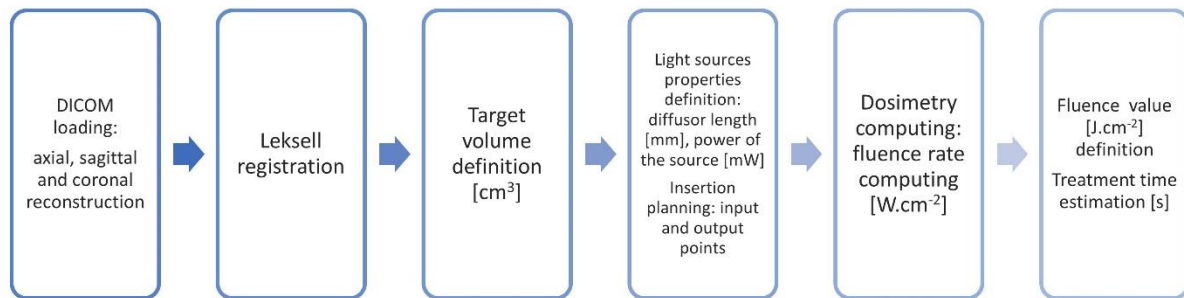 DICOM
loading:
axial, sagittal
and coronal
reconstruction
Leksell
registration
Target
volume
definition
[cm³]
Light sources
properties
definition:
diffusor length
[mm], power of
the source [mW]
Insertion
planning: input
and output
points
Dosimetry
computing:
fluence rate
computing
[W.cm⁻²]
Fluence value
[J.cm⁻²]
definition
Treatment time
estimation [s]